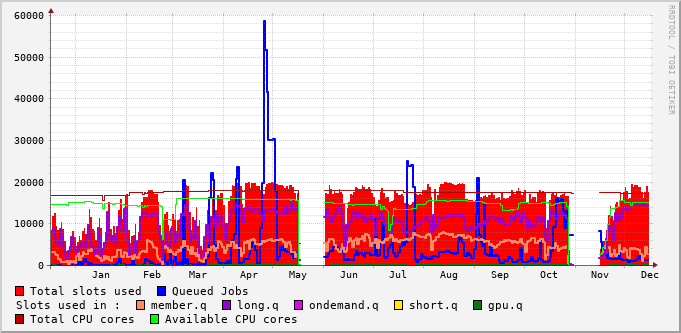 RRDTOOL / TOBI OETIKER
60000
50000
40000
30000
20000
10000
0
Jan Feb Mar Apr May Jun Jul Aug Sep Oct Nov Dec
Total slots used Queued Jobs
Slots used in : member.q long.q ondemand.q short.q gpu.q
Total CPU cores Available CPU cores